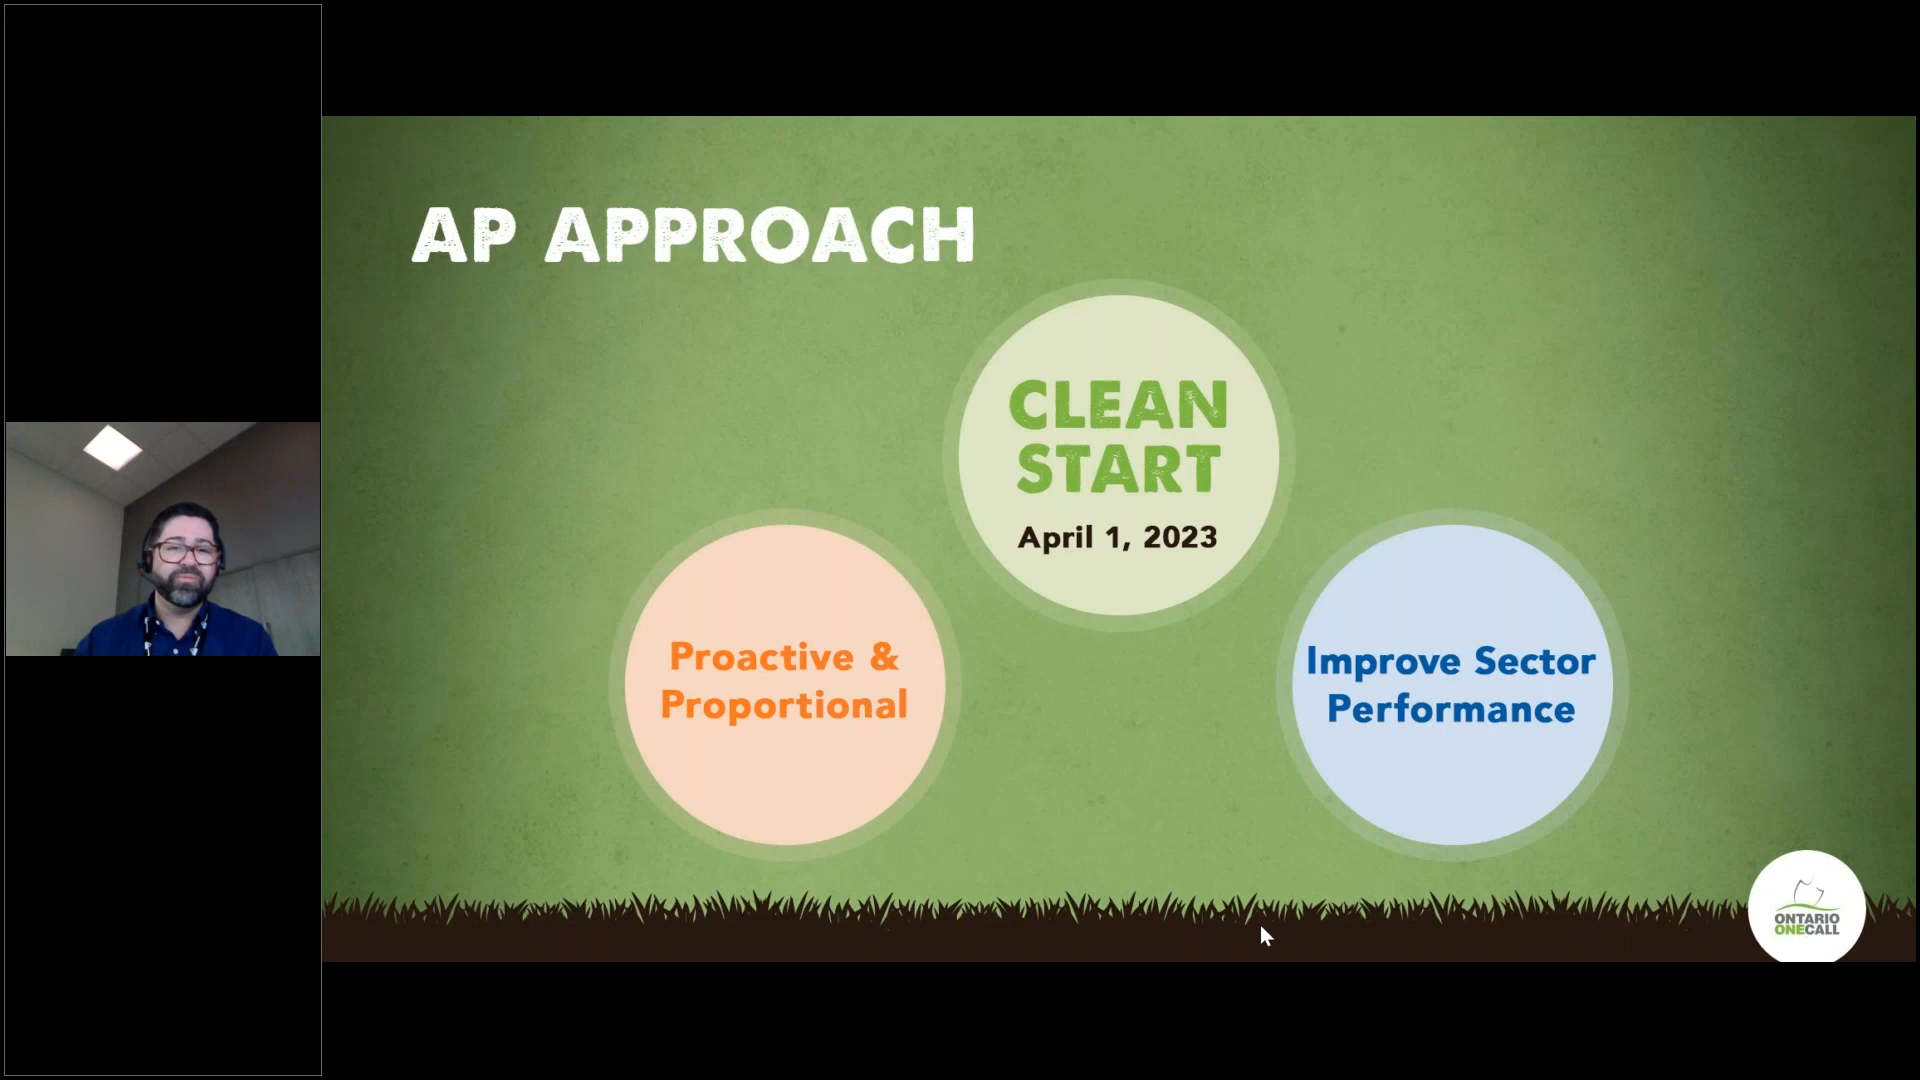 AP APPROACH
CLEAN
START
April 1, 2023
Proactive &
Proportional
Improve Sector
Performance
ONTARIO
ONECALL